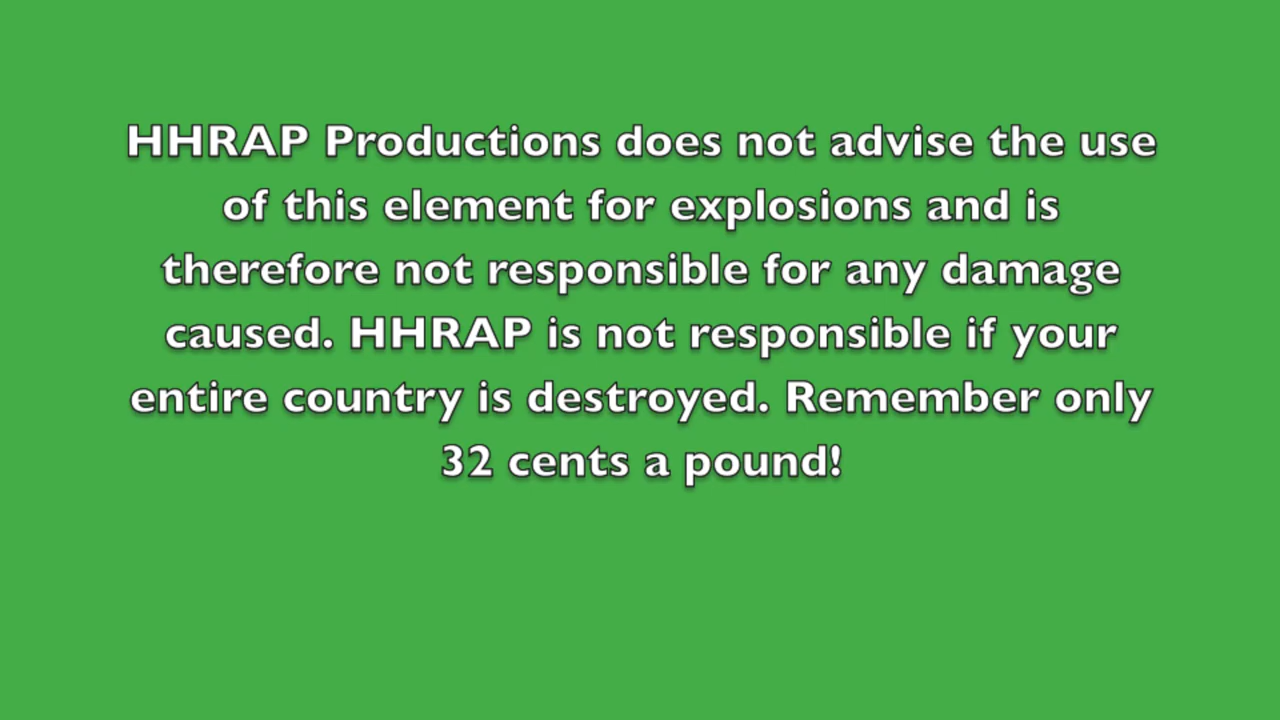 HHRAP Productions does not advise the use
of this element for explosions and is
therefore not responsible for any damage
caused. HHRAP is not responsible if your
entire country is destroyed. Remember only
32 cents a pound!